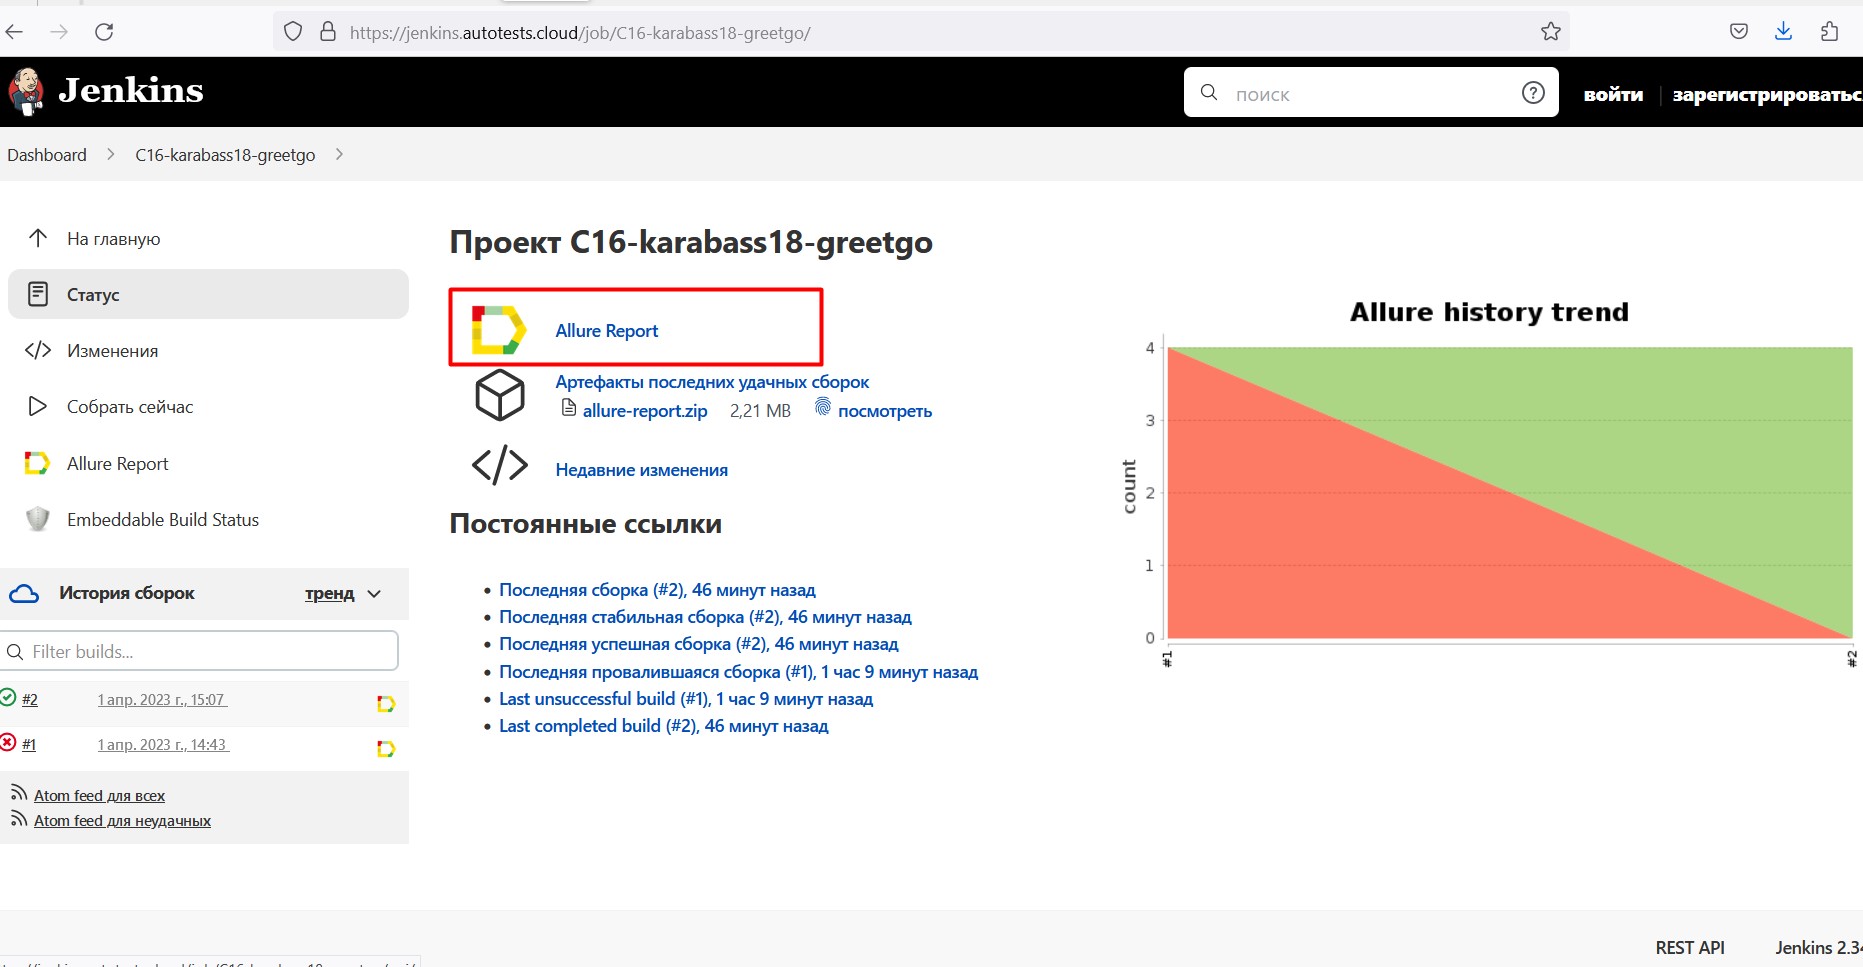 https://jenkins.autotests.cloud/job/C16-karabass18-greetgo/
Jenkins
поиск
войти
зарегистрироватьс
Dashboard
C16-karabass18-greetgo
На главную
Статус
Изменения
Собрать сейчас
Allure Report
Embeddable Build Status
История сборок
тренд
Filter builds...
#2
1 апр. 2023 г., 15:07
#1
1 апр. 2023 г., 14:43
Atom feed для всех
Atom feed для неудачных
Проект C16-karabass18-greetgo
Allure Report
Артефакты последних удачных сборок
allure-report.zip 2,21 MB посмотреть
Недавние изменения
Постоянные ссылки
Последняя сборка (#2), 46 минут назад
Последняя стабильная сборка (#2), 46 минут назад
Последняя успешная сборка (#2), 46 минут назад
Последняя провалившаяся сборка (#1), 1 час 9 минут назад
Last unsuccessful build (#1), 1 час 9 минут назад
Last completed build (#2), 46 минут назад
Allure history trend
count
4
3
2
1
0
#1
#2
REST API
Jenkins 2.34